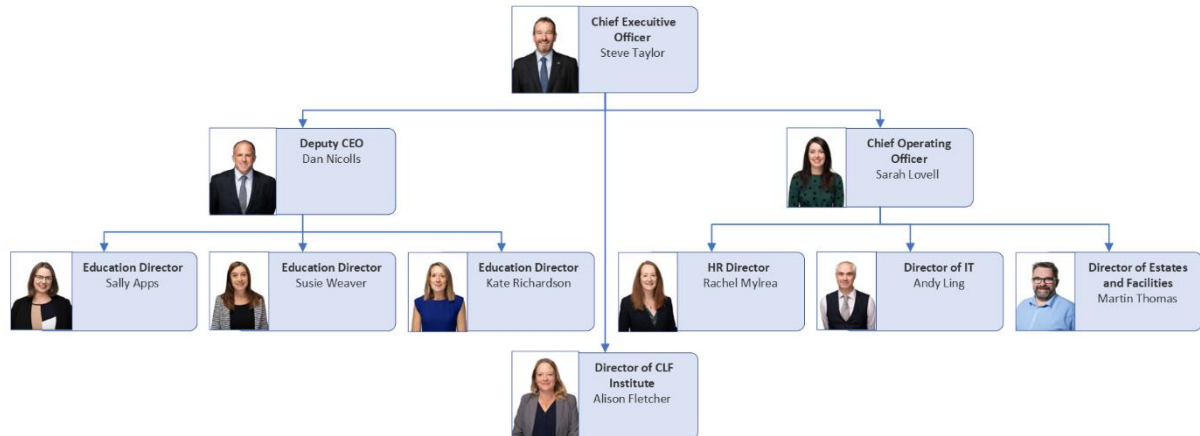 Chief Executive
Officer
Steve Taylor
Deputy CEO
Dan Nicolls
Chief Operating
Officer
Sarah Lovell
Education Director
Sally Apps
Education Director
Susie Weaver
Education Director
Kate Richardson
HR Director
Rachel Mylrea
Director of IT
Andy Ling
Director of Estates
and Facilities
Martin Thomas
Director of CLF
Institute
Alison Fletcher